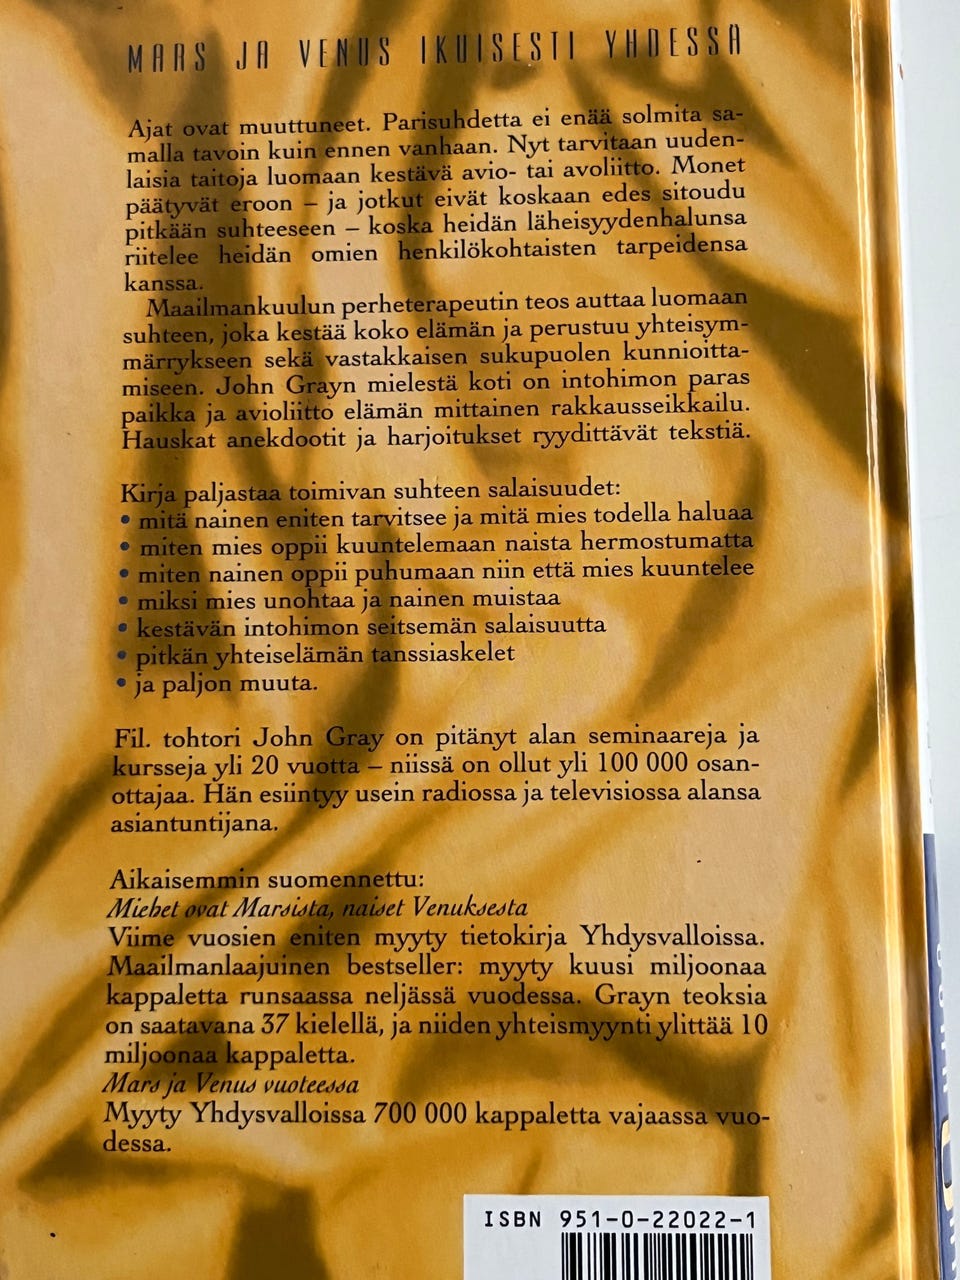 MARS JA VENUS IKUISESTI YHDESSÄ
Ajat ovat muuttuneet. Parisuhdetta ei enää solmita sa-
malla tavoin kuin ennen vanhaan. Nyt tarvitaan uuden-
laisia taitoja luomaan kestävä avio- tai avoliitto. Monet
päätyvät eroon – ja jotkut eivät koskaan edes sitoudu
pitkään suhteeseen – koska heidän läheisyydenhalunsa
riitelee heidän omien henkilökohtaisten tarpeidensa
kanssa.
Maailmankuulun perheterapeutin teos auttaa luomaan
suhteen, joka kestää koko elämän ja perustuu yhteisym-
märrykseen sekä vastakkaisen sukupuolen kunnioitta-
miseen. John Grayn mielestä koti on intohimon paras
paikka ja avioliitto elämän mittainen rakkausseikkailu.
Hauskat anekdootit ja harjoitukset ryydittävät tekstiä.
Kirja paljastaa toimivan suhteen salaisuudet:
• mitä nainen eniten tarvitsee ja mitä mies todella haluaa
• miten mies oppii kuuntelemaan naista hermostumatta
• miten nainen oppii puhumaan niin että mies kuuntelee
• miksi mies unohtaa ja nainen muistaa
• kestävän intohimon seitsemän salaisuutta
• pitkän yhteiselämän tanssiaskelet
• ja paljon muuta.
Fil. tohtori John Gray on pitänyt alan seminaareja ja
kursseja yli 20 vuotta – niissä on ollut yli 100 000 osan-
ottajaa. Hän esiintyy usein radiossa ja televisiossa alansa
asiantuntijana.
Aikaisemmin suomennettu:
Miehet ovat Marsista, naiset Venuksesta
Viime vuosien eniten myyty tietokirja Yhdysvalloissa.
Maailmanlaajuinen bestseller: myyty kuusi miljoonaa
kappaletta runsaassa neljässä vuodessa. Grayn teoksia
on saatavana 37 kielellä, ja niiden yhteismyynti ylittää 10
miljoonaa kappaletta.
Mars ja Venus vuoteessa
Myyty Yhdysvalloissa 700 000 kappaletta vajaassa vuo-
dessa.
ISBN 951-0-22022-1